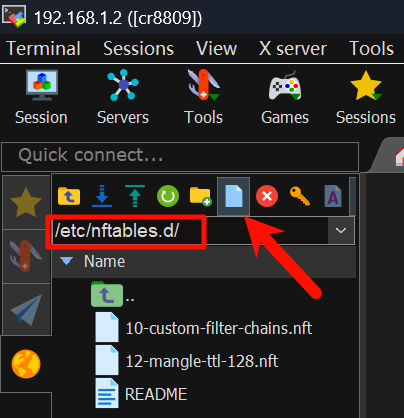 192.168.1.2 ([cr8809])
Terminal Sessions View X server Tools
Session Servers Tools Games Sessions
Quick connect...
/etc/nftables.d/
Name
..
10-custom-filter-chains.nft
12-mangle-ttl-128.nft
README